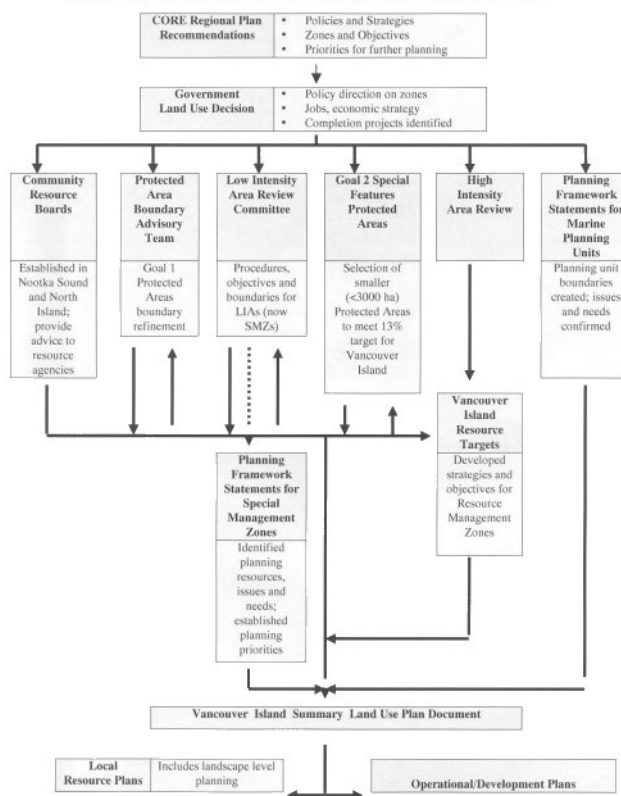 CORE Regional Plan
Recommendations
• Policies and Strategies
• Zones and Objectives
• Priorities for further planning
Government
Land Use Decision
• Policy direction on zones
• Jobs, economic strategy
• Completion projects identified
Community
Resource
Boards
Established in
Nootka Sound
and North
Island;
provide
advice to
resource
agencies
Protected
Area
Boundary
Advisory
Team
Goal 1
Protected
Areas
boundary
refinement
Low Intensity
Area Review
Committee
Procedures,
objectives and
boundaries for
LIAs (now
SMZs)
Goal 2 Special
Features
Protected
Areas
Selection of
smaller
(<3000 ha)
Protected Areas
to meet 13%
target for
Vancouver
Island
High
Intensity
Area Review
Planning
Framework
Statements for
Marine
Planning
Units
Planning unit
boundaries
created; issues
and needs
confirmed
Vancouver
Island
Resource
Targets
Developed
strategies and
objectives for
Resource
Management
Zones
Planning
Framework
Statements for
Special
Management
Zones
Identified
planning
resources,
issues and
needs;
established
planning
priorities
Vancouver Island Summary Land Use Plan Document
Local
Resource Plans
Includes landscape level
planning
Operational/Development Plans